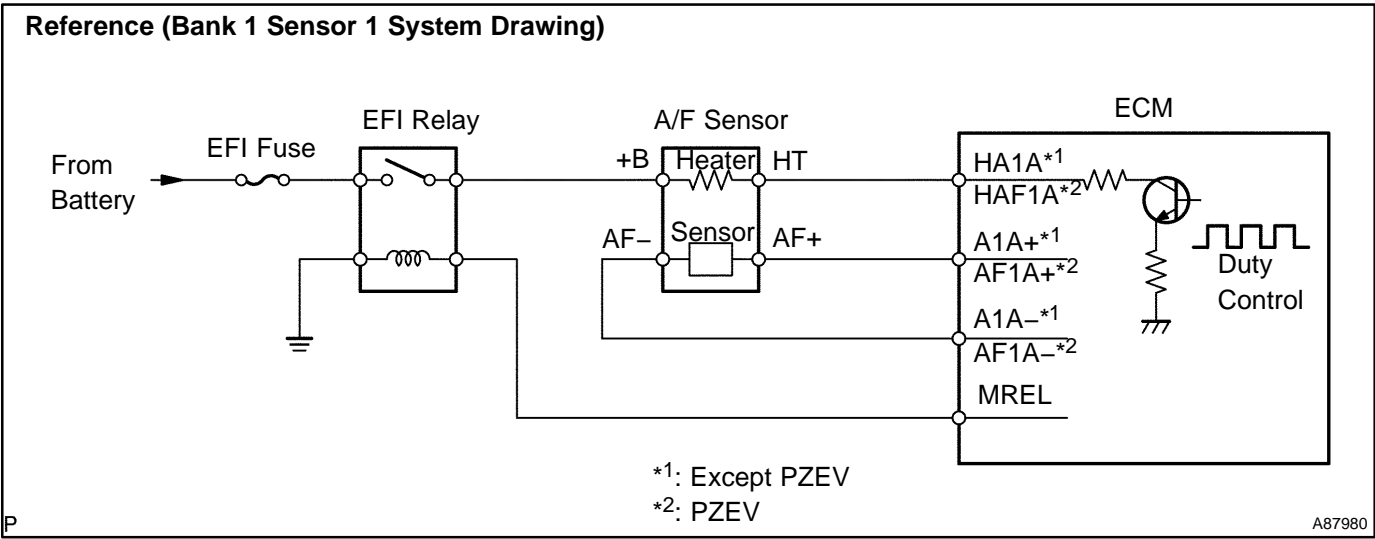 Reference (Bank 1 Sensor 1 System Drawing)
ECM
EFI Relay
A/F Sensor
EFI Fuse
From
Battery
+B
Heater
HT
HA1A*1
HAF1A*2
AF−
Sensor
AF+
A1A+*1
AF1A+*2
Duty
Control
A1A−*1
AF1A−*2
MREL
*1: Except PZEV
*2: PZEV
P
A87980